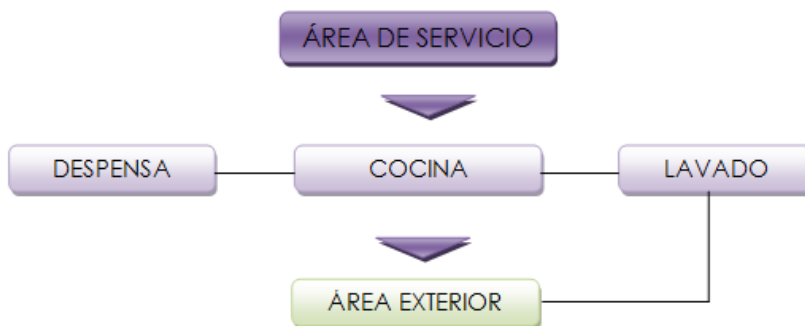 ÁREA DE SERVICIO
DESPENSA
COCINA
LAVADO
ÁREA EXTERIOR